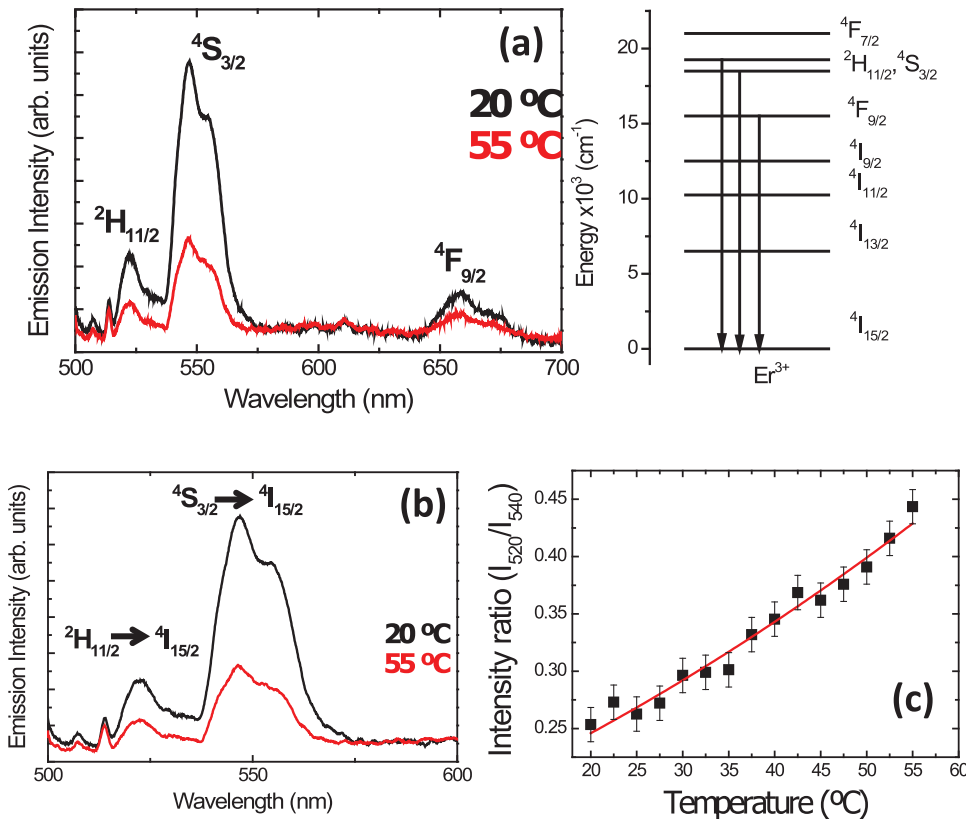 (a)
⁴S₃/₂
20 ºC
55 ºC
²H₁₁/₂
⁴F₉/₂
Emission Intensity (arb. units)
500 550 600 650 700
Wavelength (nm)
Energy x10³ (cm⁻¹)
20
15
10
5
0
⁴F₇/₂
²H₁₁/₂, ⁴S₃/₂
⁴F₉/₂
⁴I₉/₂
⁴I₁₁/₂
⁴I₁₃/₂
⁴I₁₅/₂
Er³⁺
(b)
⁴S₃/₂ ➔ ⁴I₁₅/₂
²H₁₁/₂ ➔ ⁴I₁₅/₂
20 ºC
55 ºC
Emission Intensity (arb. units)
500 550 600
Wavelength (nm)
Intensity ratio (I₅₂₀/I₅₄₀)
0.45
0.40
0.35
0.30
0.25
(c)
20 25 30 35 40 45 50 55 60
Temperature (ºC)